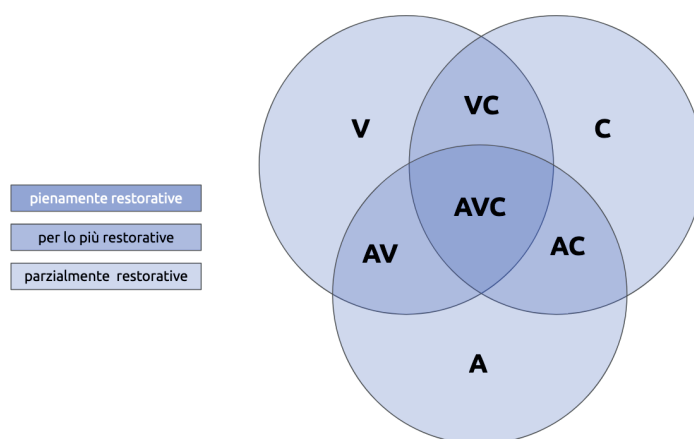 V
VC
C
pienamente restorative
AVC
per lo più restorative
AV
AC
parzialmente restorative
A